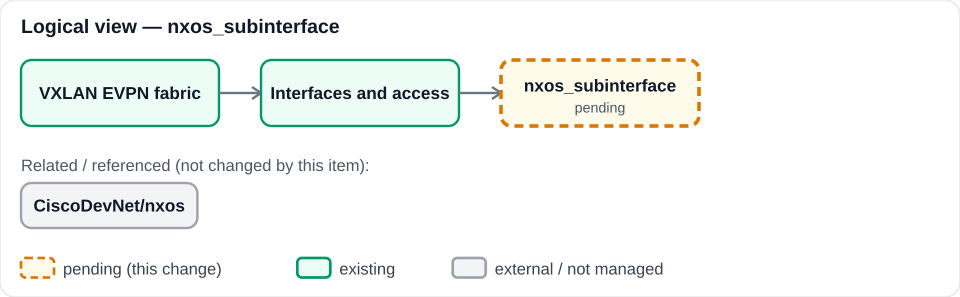 Logical view — nxos_subinterface
VXLAN EVPN fabric
Interfaces and access
nxos_subinterface
pending
Related / referenced (not changed by this item):
CiscoDevNet/nxos
pending (this change)
existing
external / not managed